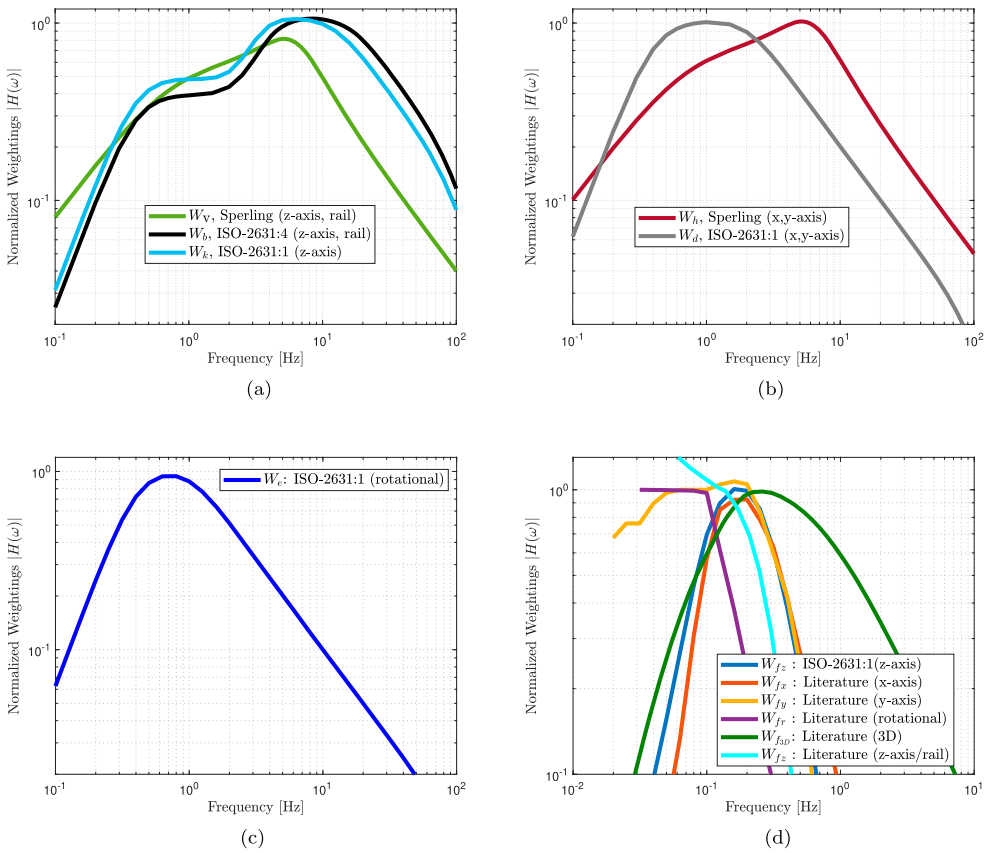 10^0
10^-1
Normalized Weightings |H(ω)|
W_V, Sperling (z-axis, rail)
W_b, ISO-2631:4 (z-axis, rail)
W_k, ISO-2631:1 (z-axis)
10^-1 10^0 10^1 10^2
Frequency [Hz]
(a)
10^0
10^-1
Normalized Weightings |H(ω)|
W_h, Sperling (x,y-axis)
W_d, ISO-2631:1 (x,y-axis)
10^-1 10^0 10^1 10^2
Frequency [Hz]
(b)
10^0
10^-1
Normalized Weightings |H(ω)|
W_e: ISO-2631:1 (rotational)
10^-1 10^0 10^1 10^2
Frequency [Hz]
(c)
10^0
10^-1
Normalized Weightings |H(ω)|
W_fz : ISO-2631:1(z-axis)
W_fx : Literature (x-axis)
W_fy : Literature (y-axis)
W_fr : Literature (rotational)
W_f3D : Literature (3D)
W_fz : Literature (z-axis/rail)
10^-2 10^-1 10^0 10^1
Frequency [Hz]
(d)